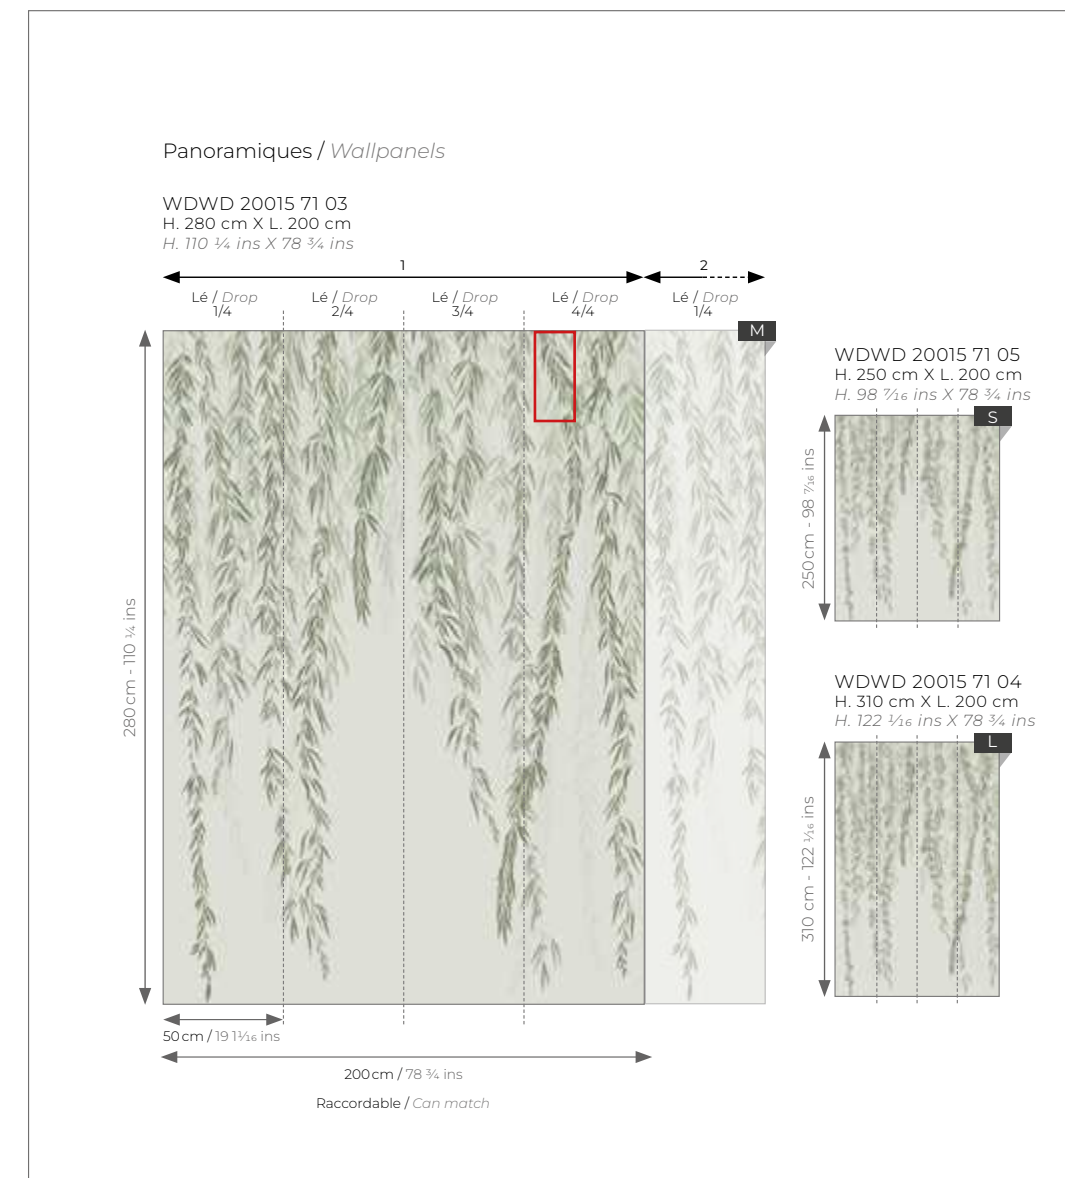 Panoramiques / Wallpanels
WDWD 20015 71 03
H. 280 cm X L. 200 cm
H. 110 ¼ ins X 78 ¾ ins
1
2
Lé / Drop
1/4
Lé / Drop
2/4
Lé / Drop
3/4
Lé / Drop
4/4
Lé / Drop
1/4
M
280 cm - 110 ¼ ins
50 cm / 19 11⁄16 ins
200 cm / 78 ¾ ins
Raccordable / Can match
WDWD 20015 71 05
H. 250 cm X L. 200 cm
H. 98 7⁄16 ins X 78 ¾ ins
S
250 cm - 98 7⁄16 ins
WDWD 20015 71 04
H. 310 cm X L. 200 cm
H. 122 1⁄16 ins X 78 ¾ ins
L
310 cm - 122 1⁄16 ins